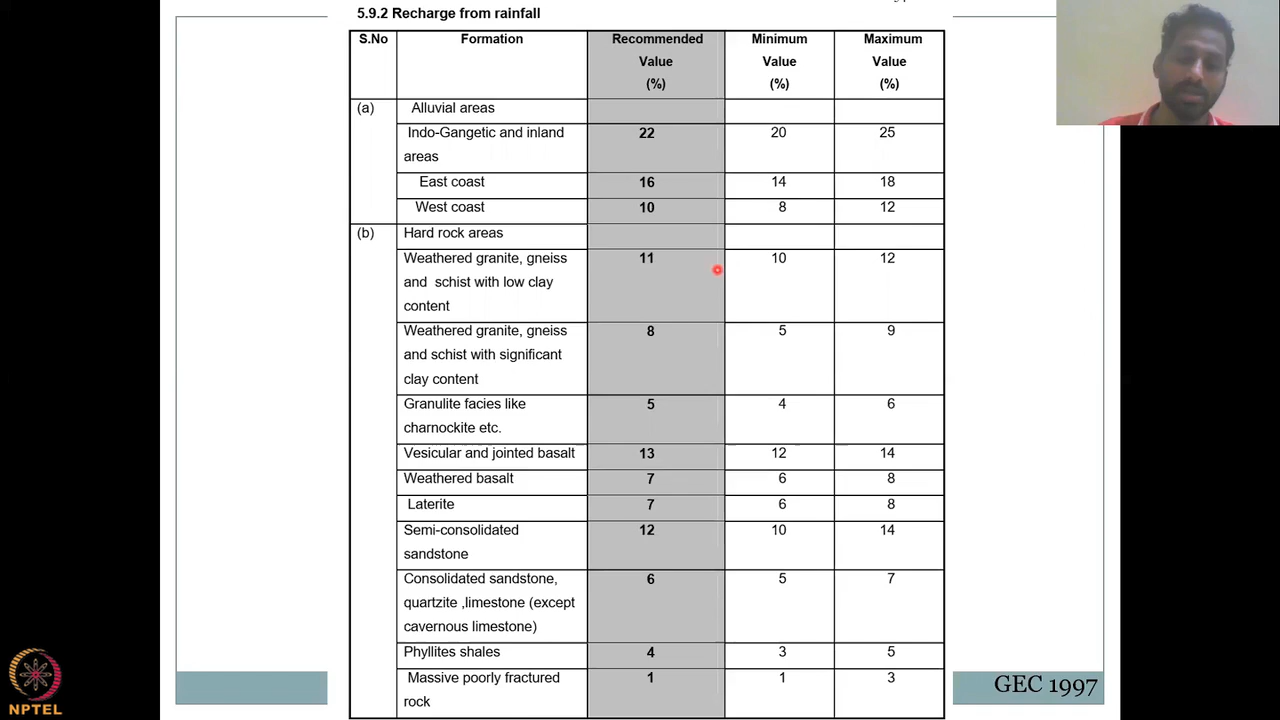 5.9.2 Recharge from rainfall
S.No Formation Recommended Value (%) Minimum Value (%) Maximum Value (%)
(a) Alluvial areas
Indo-Gangetic and inland areas 22 20 25
East coast 16 14 18
West coast 10 8 12
(b) Hard rock areas
Weathered granite, gneiss and schist with low clay content 11 10 12
Weathered granite, gneiss and schist with significant clay content 8 5 9
Granulite facies like charnockite etc. 5 4 6
Vesicular and jointed basalt 13 12 14
Weathered basalt 7 6 8
Laterite 7 6 8
Semi-consolidated sandstone 12 10 14
Consolidated sandstone, quartzite ,limestone (except cavernous limestone) 6 5 7
Phyllites shales 4 3 5
Massive poorly fractured rock 1 1 3
GEC 1997
NPTEL